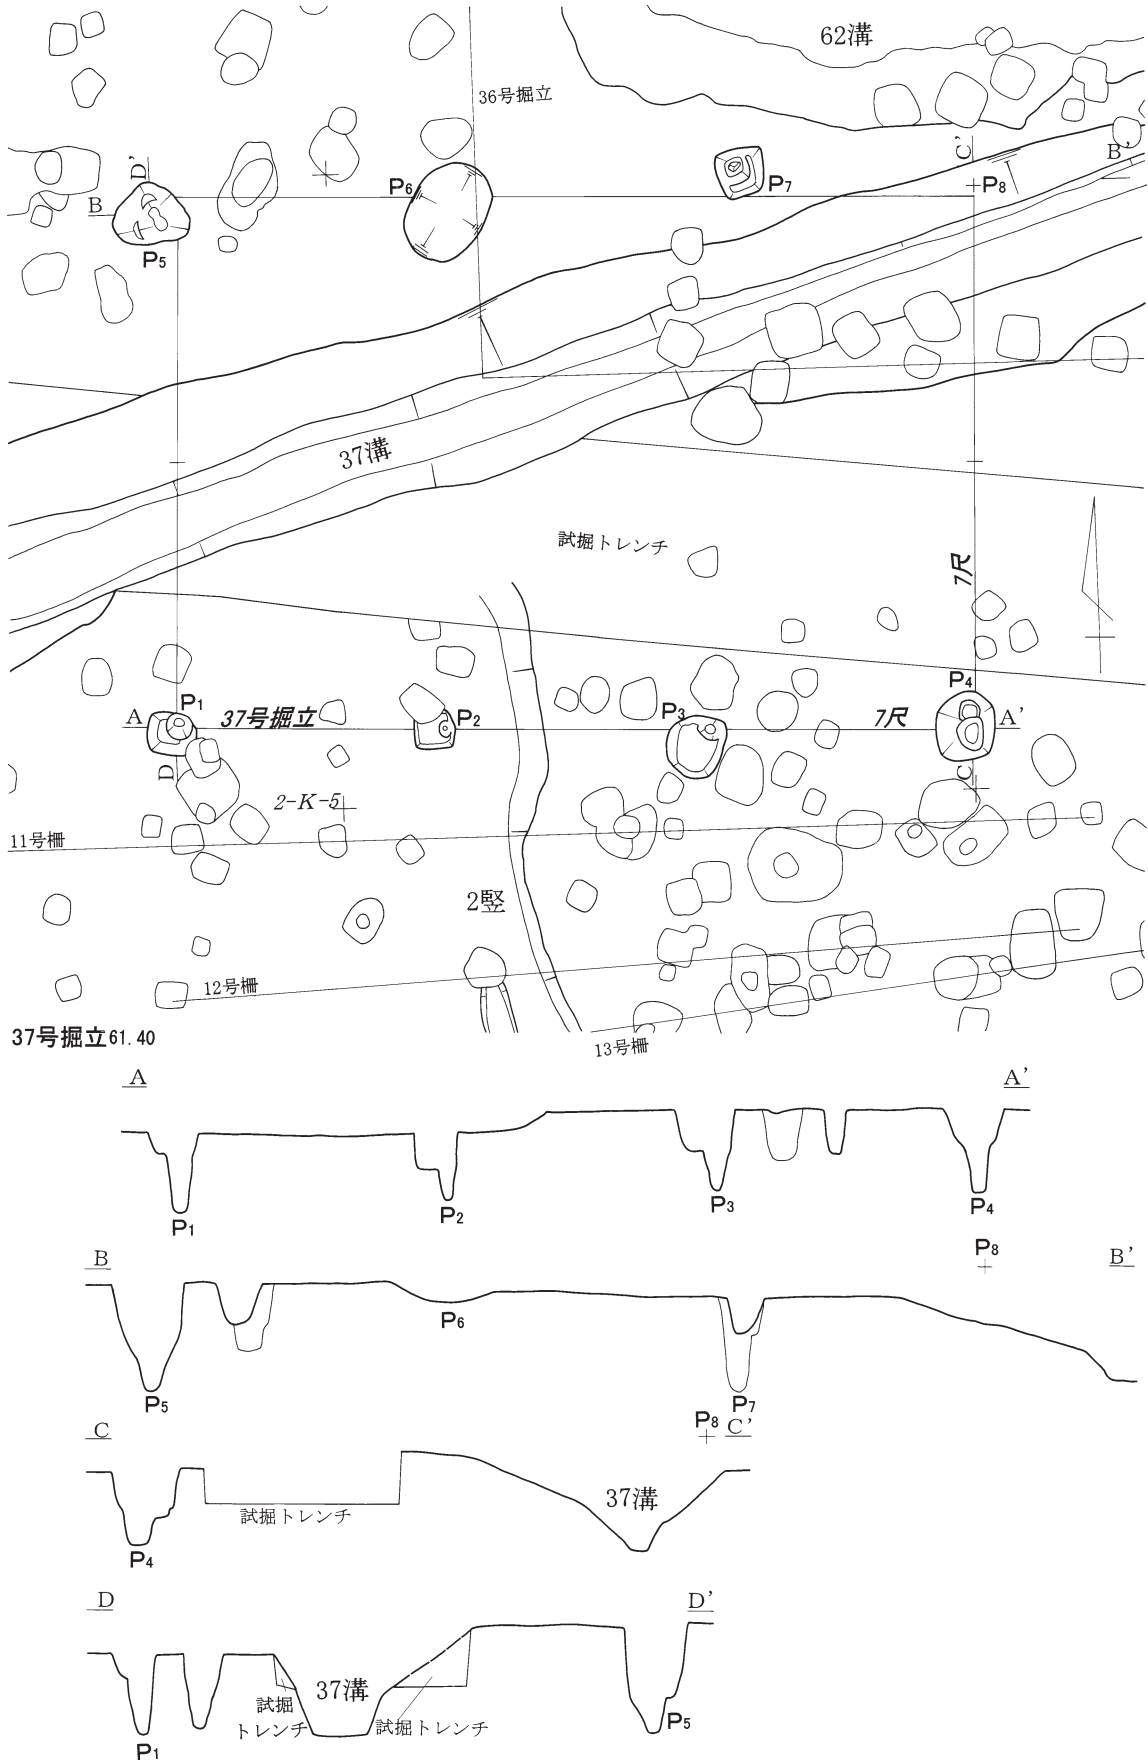 62溝
36号掘立
D'
C'
B'
P6
P7
P8
B
P5
37溝
試掘トレンチ
7尺
P1
A
37号掘立
P2
P3
7尺
P4
A'
D
C
2-K-5
11号柵
2竪
12号柵
13号柵
37号掘立61.40
A
A'
P1
P2
P3
P4
P8
B
B'
P6
P5
P7
P8
C
C'
37溝
試掘トレンチ
P4
D
D'
37溝
試掘
トレンチ
試掘トレンチ
P5
P1